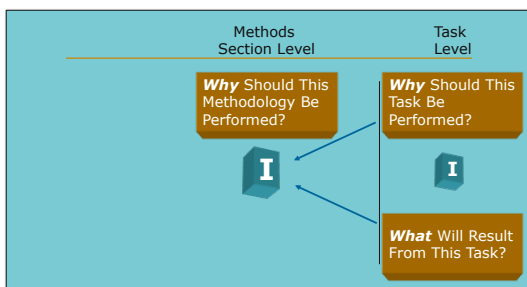 Methods
Section Level
Task
Level
Why Should This
Methodology Be
Performed?
Why Should This
Task Be
Performed?
I
I
What Will Result
From This Task?